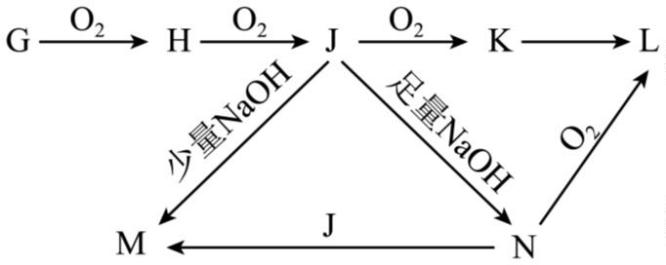 G O₂ H O₂ J O₂ K L
少量NaOH 足量NaOH O₂
M J N